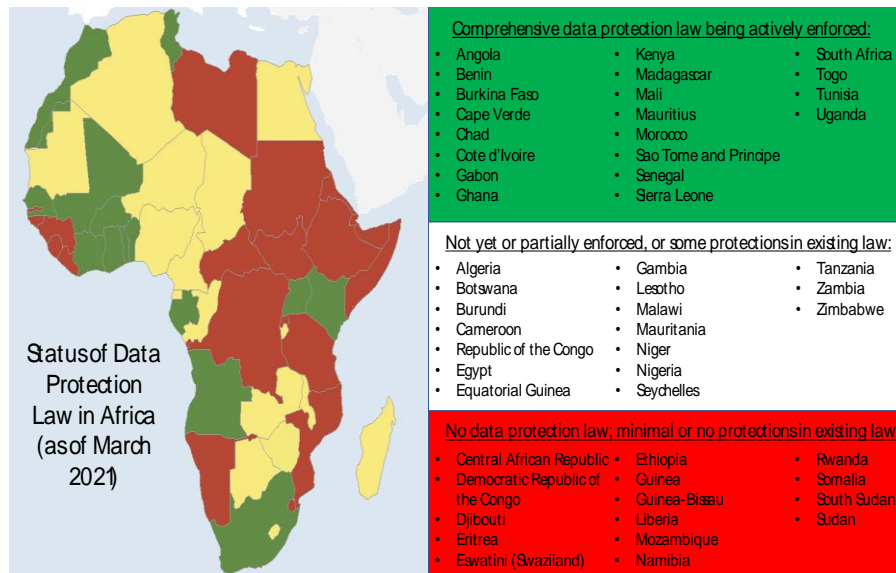 Status of Data
Protection
Law in Africa
(as of March
2021)
Comprehensive data protection law being actively enforced:
• Angola
• Benin
• Burkina Faso
• Cape Verde
• Chad
• Cote d'Ivoire
• Gabon
• Ghana
• Kenya
• Madagascar
• Mali
• Mauritius
• Morocco
• Sao Tome and Principe
• Senegal
• Sierra Leone
• South Africa
• Togo
• Tunisia
• Uganda
Not yet or partially enforced, or some protections in existing law:
• Algeria
• Botswana
• Burundi
• Cameroon
• Republic of the Congo
• Egypt
• Equatorial Guinea
• Gambia
• Lesotho
• Malawi
• Mauritania
• Niger
• Nigeria
• Seychelles
• Tanzania
• Zambia
• Zimbabwe
No data protection law; minimal or no protections in existing law
• Central African Republic
• Democratic Republic of
the Congo
• Djibouti
• Eritrea
• Eswatini (Swaziland)
• Ethiopia
• Guinea
• Guinea-Bissau
• Liberia
• Mozambique
• Namibia
• Rwanda
• Somalia
• South Sudan
• Sudan